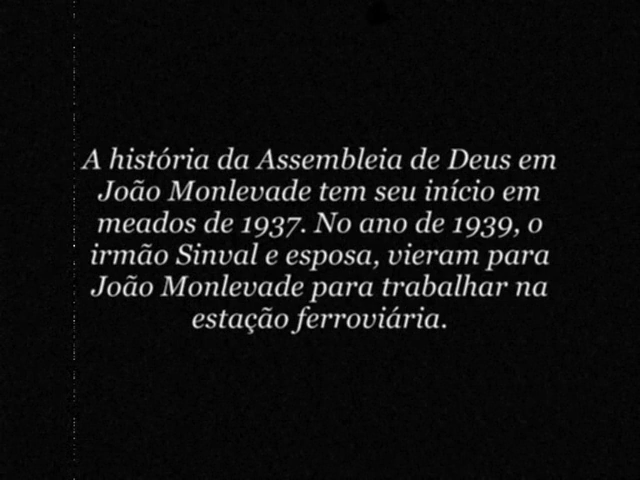 A história da Assembleia de Deus em
João Monlevade tem seu início em
meados de 1937. No ano de 1939, o
irmão Sinval e esposa, vieram para
João Monlevade para trabalhar na
estação ferroviária.